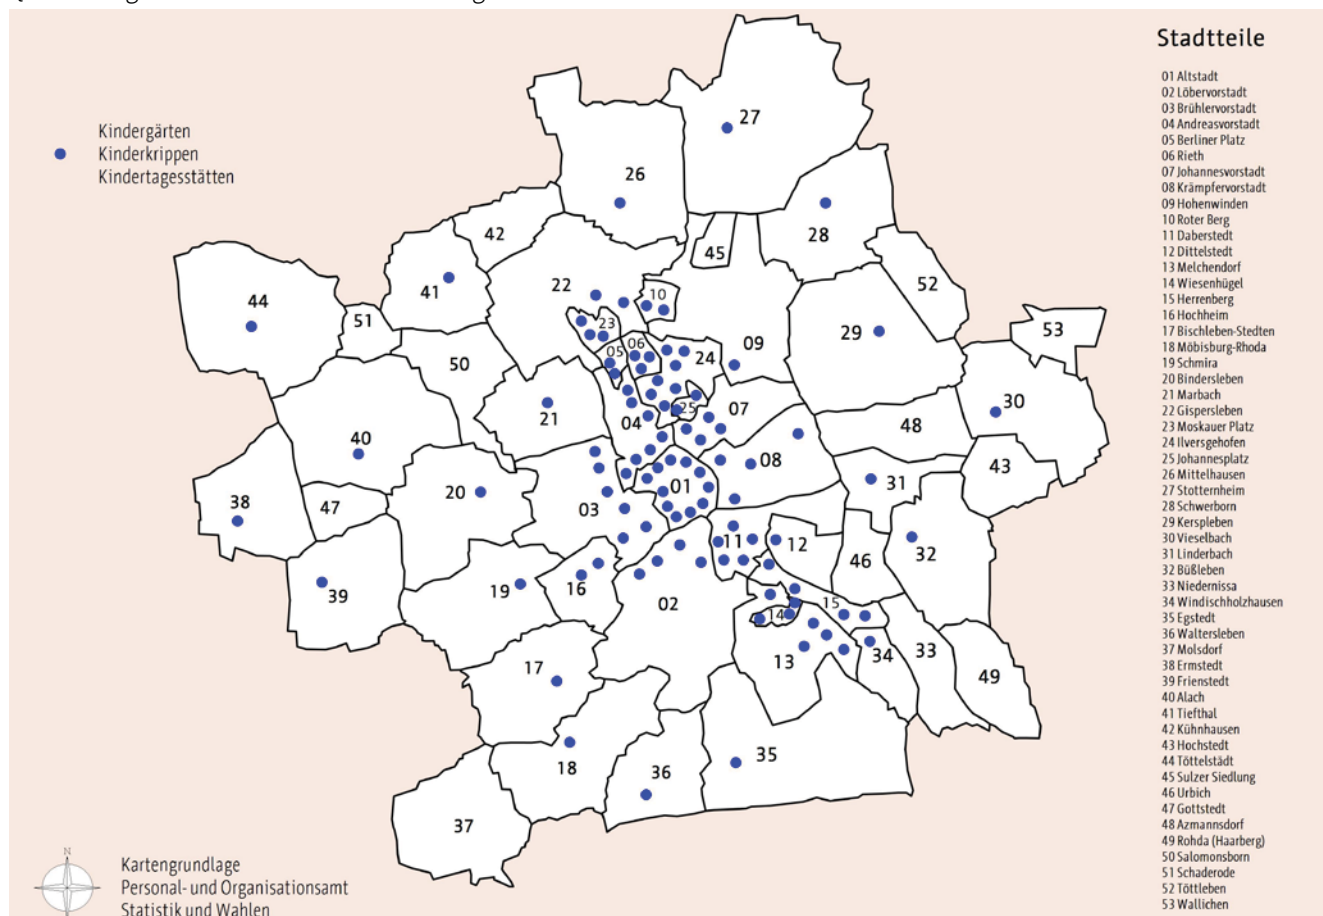 Stadtteile
01 Altstadt
02 Löbervorstadt
03 Brühlervorstadt
04 Andreasvorstadt
05 Berliner Platz
06 Rieth
07 Johannesvorstadt
08 Krämpfervorstadt
09 Hohenwinden
10 Roter Berg
11 Daberstedt
12 Dittelstedt
13 Melchendorf
14 Wiesenhügel
15 Herrenberg
16 Hochheim
17 Bischleben-Stedten
18 Möbisburg-Rhoda
19 Schmira
20 Bindersleben
21 Marbach
22 Gispersleben
23 Moskauer Platz
24 Ilversgehofen
25 Johannesplatz
26 Mittelhausen
27 Stotternheim
28 Schwerborn
29 Kerspleben
30 Vieselbach
31 Linderbach
32 Büßleben
33 Niedernissa
34 Windischholzhausen
35 Egstedt
36 Waltersleben
37 Molsdorf
38 Ermstedt
39 Frienstedt
40 Alach
41 Tiefthal
42 Kühnhausen
43 Hochstedt
44 Töttelstädt
45 Sulzer Siedlung
46 Urbich
47 Gottstedt
48 Azmannsdorf
49 Rohda (Haarberg)
50 Salomonsborn
51 Schaderode
52 Töttleben
53 Wallichen
Kindergärten
Kinderkrippen
Kindertagesstätten
27
26
42
28
45
41
22
10
52
44
51
23
29
53
05
06
24
09
50
30
21
04
25
07
48
40
08
43
38
47
20
01
31
03
11
12
46
32
39
19
16
02
15
14
17
13
34
33
49
18
36
35
37
N
Kartengrundlage
Personal- und Organisationsamt
Statistik und Wahlen